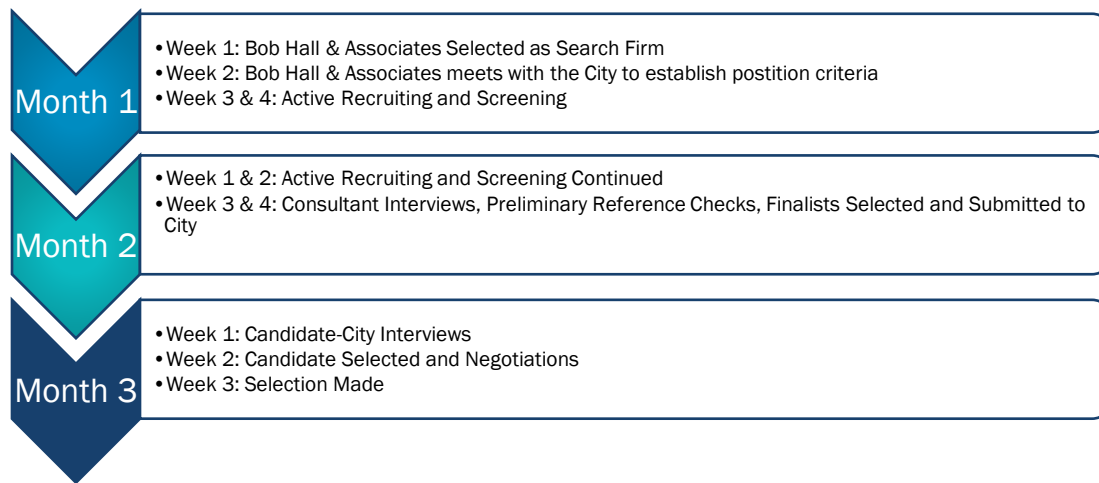 Month 1
•Week 1: Bob Hall & Associates Selected as Search Firm
•Week 2: Bob Hall & Associates meets with the City to establish postition criteria
•Week 3 & 4: Active Recruiting and Screening
Month 2
•Week 1 & 2: Active Recruiting and Screening Continued
•Week 3 & 4: Consultant Interviews, Preliminary Reference Checks, Finalists Selected and Submitted to
City
Month 3
•Week 1: Candidate-City Interviews
•Week 2: Candidate Selected and Negotiations
•Week 3: Selection Made